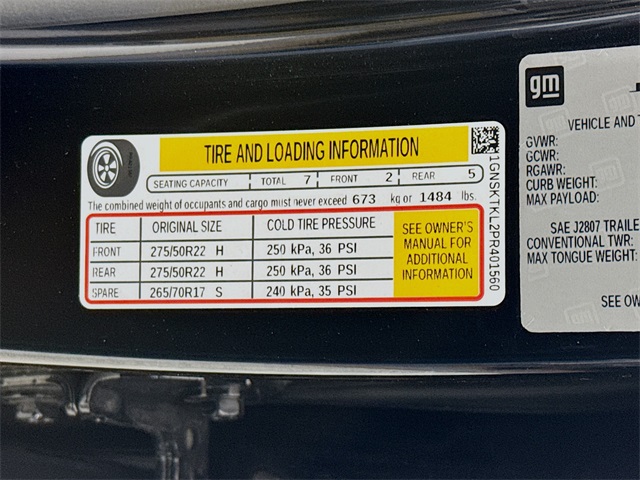 TIRE AND LOADING INFORMATION
SEATING CAPACITY TOTAL 7 FRONT 2 REAR 5
The combined weight of occupants and cargo must never exceed 673 kg or 1484 lbs.
TIRE ORIGINAL SIZE COLD TIRE PRESSURE
FRONT 275/50R22 H 250 kPa, 36 PSI
REAR 275/50R22 H 250 kPa, 36 PSI
SPARE 265/70R17 S 240 kPa, 35 PSI
SEE OWNER'S
MANUAL FOR
ADDITIONAL
INFORMATION
1GNSKTKL2PR401560
gm
VEHICLE AND
GVWR:
GCWR:
RGAWR:
CURB WEIGHT:
MAX PAYLOAD:
SAE J2807 TRAILE
CONVENTIONAL TWR:
MAX TONGUE WEIGHT:
SEE OW